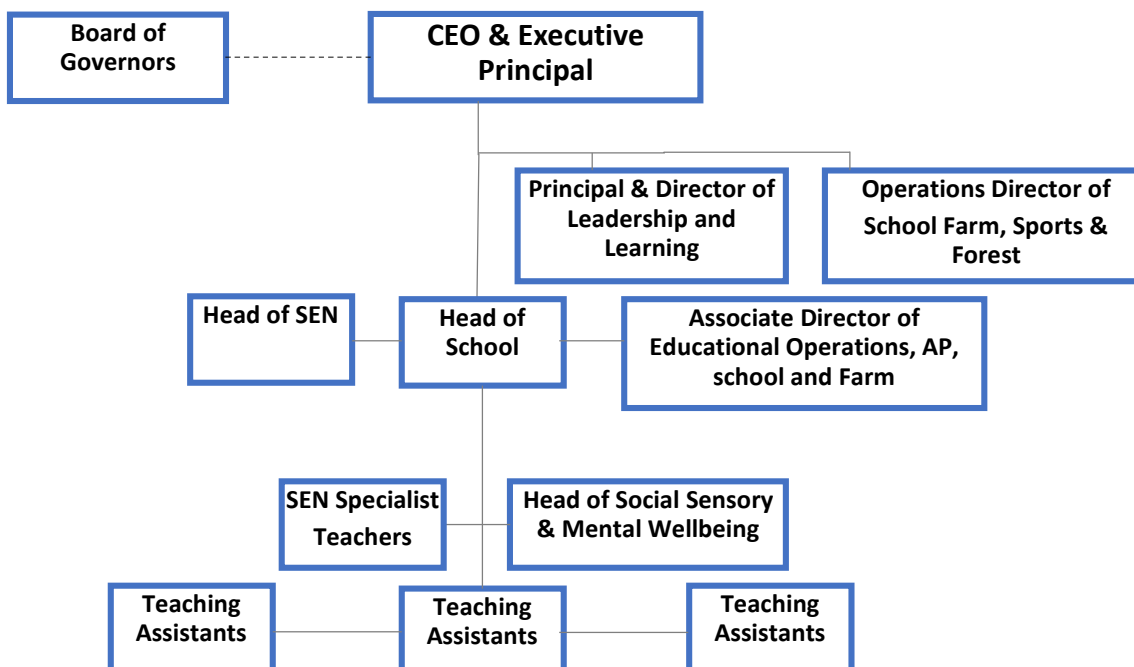 Board of
Governors
CEO & Executive
Principal
Principal & Director of
Leadership and
Learning
Operations Director of
School Farm, Sports &
Forest
Head of SEN
Head of
School
Associate Director of
Educational Operations, AP,
school and Farm
SEN Specialist
Teachers
Head of Social Sensory
& Mental Wellbeing
Teaching
Assistants
Teaching
Assistants
Teaching
Assistants